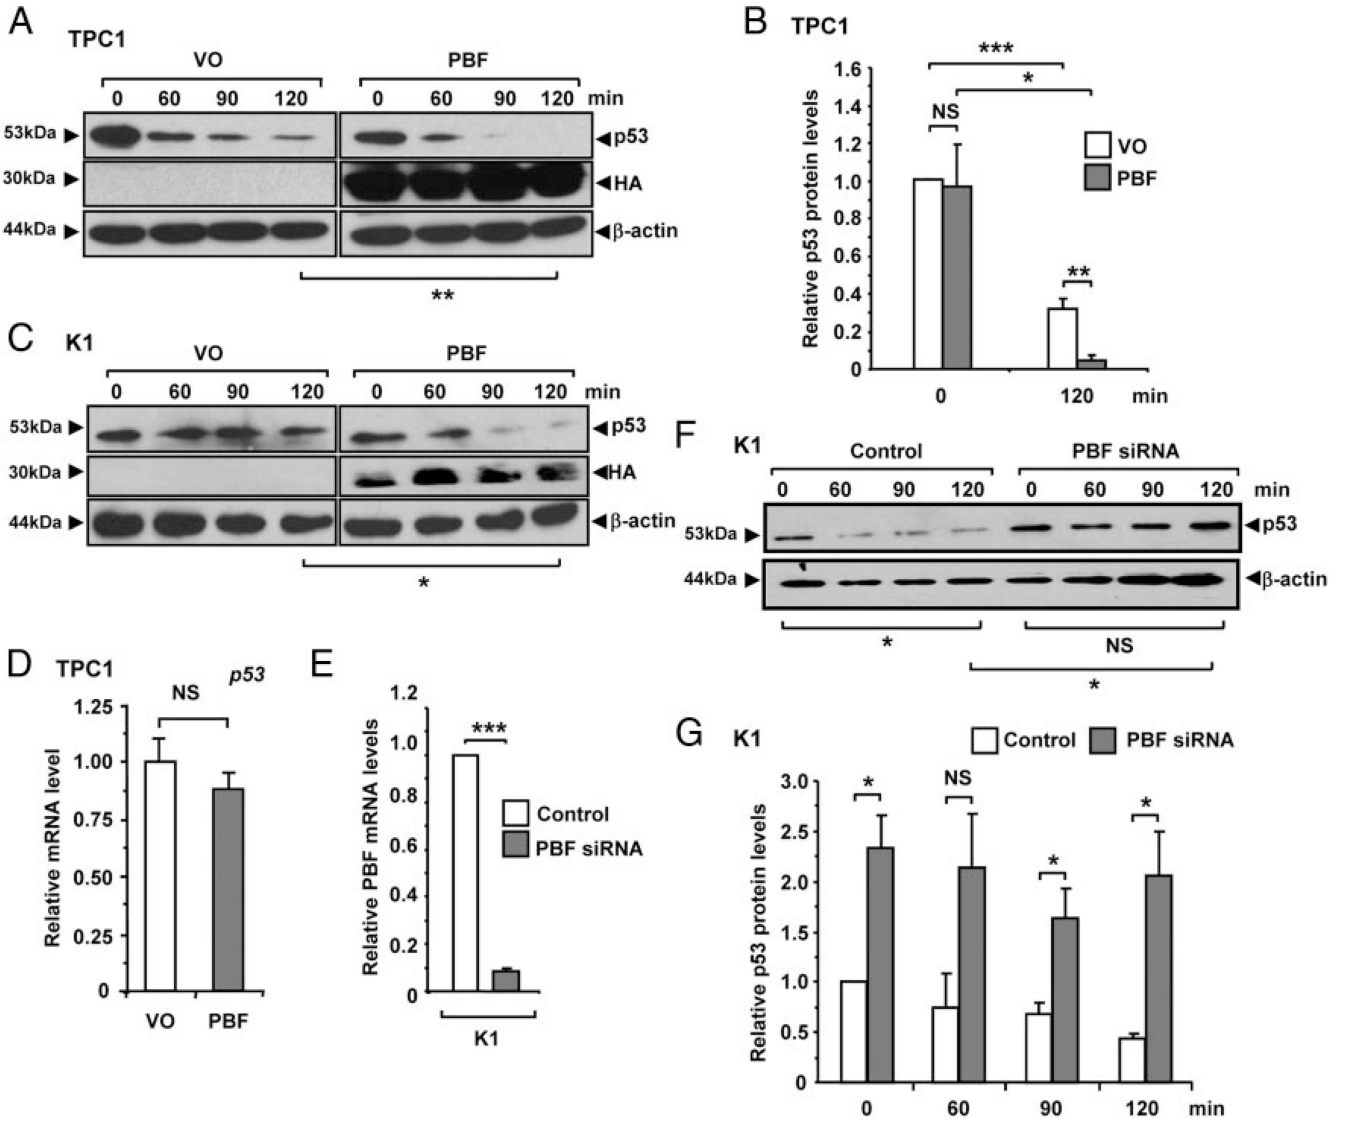 A
TPC1
VO PBF
0 60 90 120 0 60 90 120 min
53kDa p53
30kDa HA
44kDa β-actin
**
B TPC1
***
*
NS
**
Relative p53 protein levels
1.6
1.4
1.2
1.0
0.8
0.6
0.4
0.2
0
VO
PBF
0 120 min
C K1
VO PBF
0 60 90 120 0 60 90 120 min
53kDa p53
30kDa HA
44kDa β-actin
*
D TPC1 p53
NS
Relative mRNA level
1.25
1.00
0.75
0.50
0.25
0
VO PBF
E
***
Relative PBF mRNA levels
1.2
1.0
0.8
0.6
0.4
0.2
0
Control
PBF siRNA
K1
F K1
Control PBF siRNA
0 60 90 120 0 60 90 120 min
53kDa p53
44kDa β-actin
* NS
*
G K1
Control PBF siRNA
* NS * *
Relative p53 protein levels
3.0
2.5
2.0
1.5
1.0
0.5
0
0 60 90 120 min